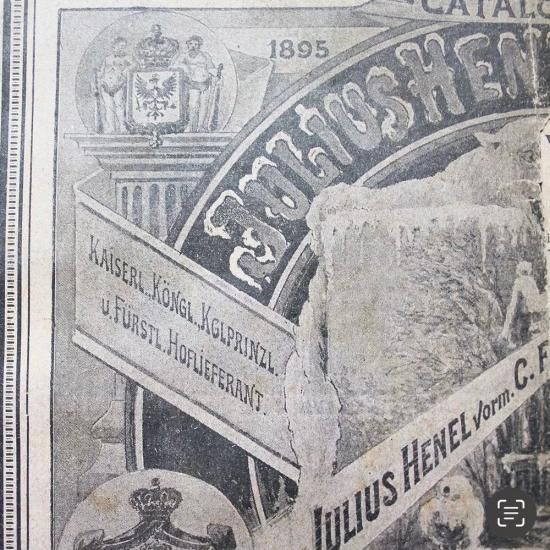 CATALO
1895
JULIUS HEN
KAISERL., KÖNGL., KGLPRINZL.
U. FÜRSTL. HOFLIEFERANT.
JULIUS HENEL vorm. C. F